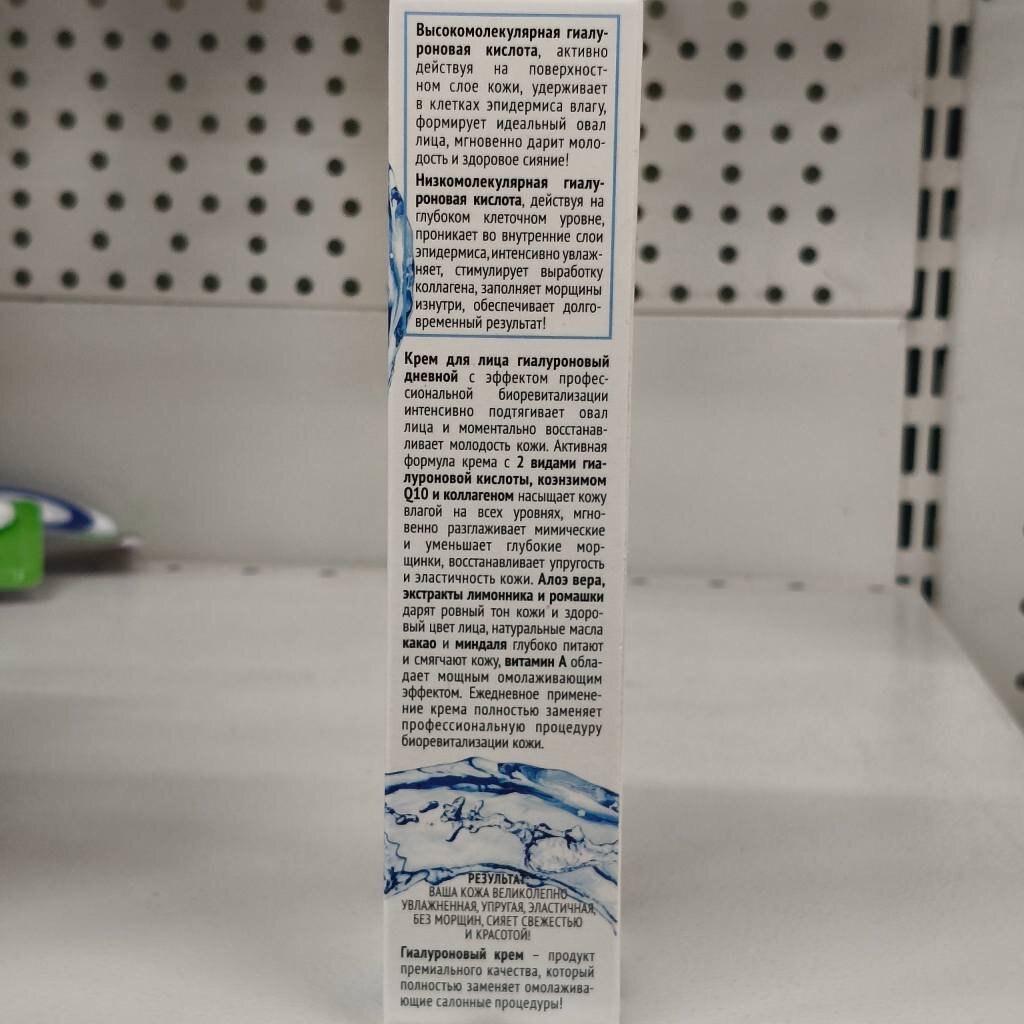 Высокомолекулярная гиалу-
роновая кислота, активно
действуя на поверхност-
ном слое кожи, удерживает
в клетках эпидермиса влагу,
формирует идеальный овал
лица, мгновенно дарит моло-
дость и здоровое сияние!
Низкомолекулярная гиалу-
роновая кислота, действуя на
глубоком клеточном уровне,
проникает во внутренние слои
эпидермиса, интенсивно увлаж-
няет, стимулирует выработку
коллагена, заполняет морщины
изнутри, обеспечивает долго-
временный результат!
Крем для лица гиалуроновый
дневной с эффектом профес-
сиональной биоревитализации
интенсивно подтягивает овал
лица и моментально восстанав-
ливает молодость кожи. Активная
формула крема с 2 видами гиа-
луроновой кислоты, коэнзимом
Q10 и коллагеном насыщает кожу
влагой на всех уровнях, мгно-
венно разглаживает мимические
и уменьшает глубокие мор-
щинки, восстанавливает упругость
и эластичность кожи. Алоэ вера,
экстракты лимонника и ромашки
дарят ровный тон кожи и здоро-
вый цвет лица, натуральные масла
какао и миндаля глубоко питают
и смягчают кожу, витамин А обла-
дает мощным омолаживающим
эффектом. Ежедневное примене-
ние крема полностью заменяет
профессиональную процедуру
биоревитализации кожи.
РЕЗУЛЬТАТ:
ВАША КОЖА ВЕЛИКОЛЕПНО
УВЛАЖНЕННАЯ, УПРУГАЯ, ЭЛАСТИЧНАЯ,
БЕЗ МОРЩИН, СИЯЕТ СВЕЖЕСТЬЮ
И КРАСОТОЙ!
Гиалуроновый крем – продукт
премиального качества, который
полностью заменяет омолажива-
ющие салонные процедуры!